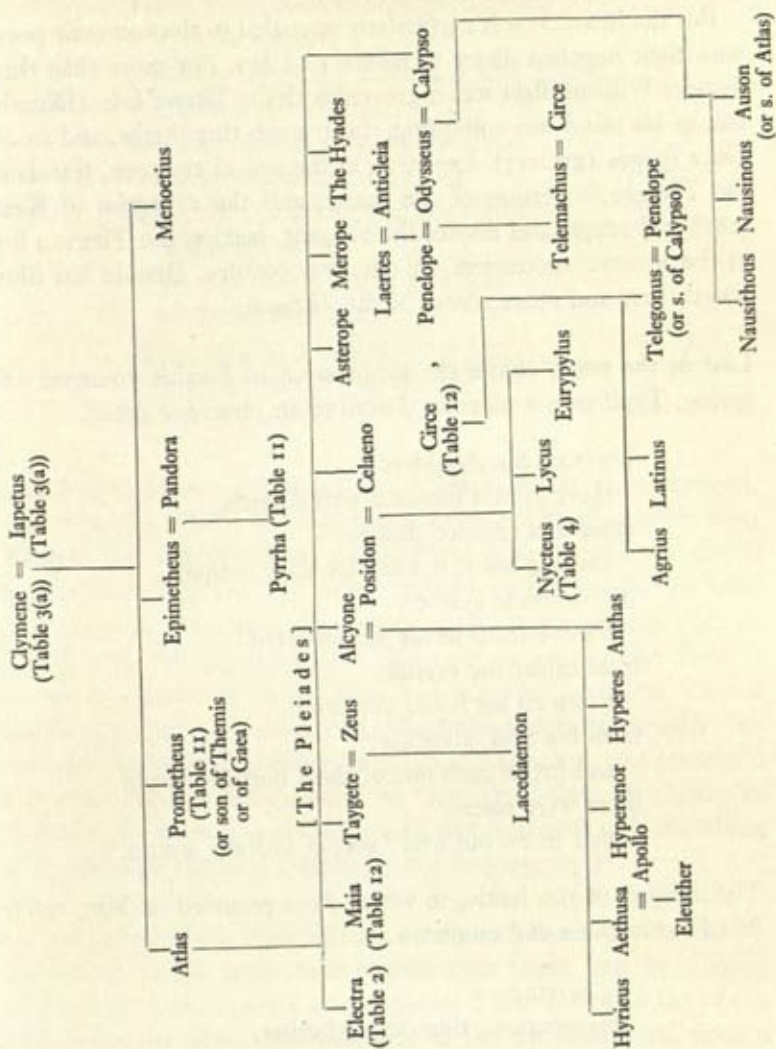 Clymene = Iapetus
(Table 3(a)) (Table 3(a))
Atlas Prometheus Epimetheus = Pandora Menoetius
(Table 11)
(or son of Themis
or of Gaea)
Pyrrha (Table 11)
[The Pleiades]
Electra Maia Taygete = Zeus Alcyone Celaeno Asterope Merope The Hyades
(Table 2) (Table 12) = Posidon =
Laertes = Anticleia
Penelope = Odysseus = Calypso
Circe
(Table 12)
Lacedaemon Nycteus Lycus Eurypylus Telemachus = Circe
(Table 4)
Hyrieus Aethusa Hyperenor Hyperes Anthas
= Apollo
Eleuther
Agrius Latinus Telegonus = Penelope
(or s. of Calypso)
Nausithous Nausinous Auson
(or s. of Atlas)